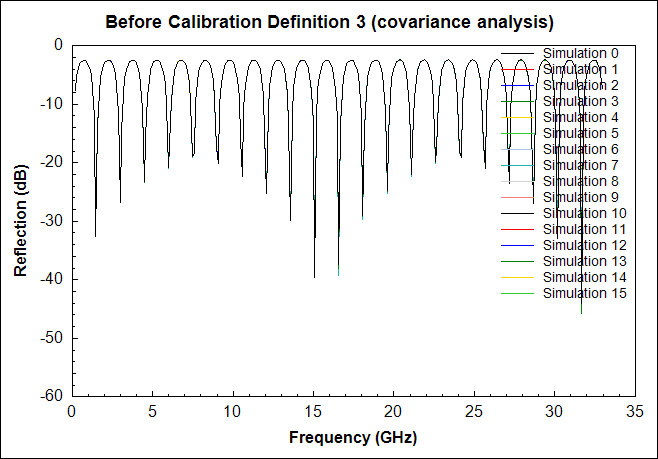 Before Calibration Definition 3 (covariance analysis)
0
-10
-20
-30
-40
-50
-60
Reflection (dB)
Simulation 0
Simulation 1
Simulation 2
Simulation 3
Simulation 4
Simulation 5
Simulation 6
Simulation 7
Simulation 8
Simulation 9
Simulation 10
Simulation 11
Simulation 12
Simulation 13
Simulation 14
Simulation 15
0 5 10 15 20 25 30 35
Frequency (GHz)